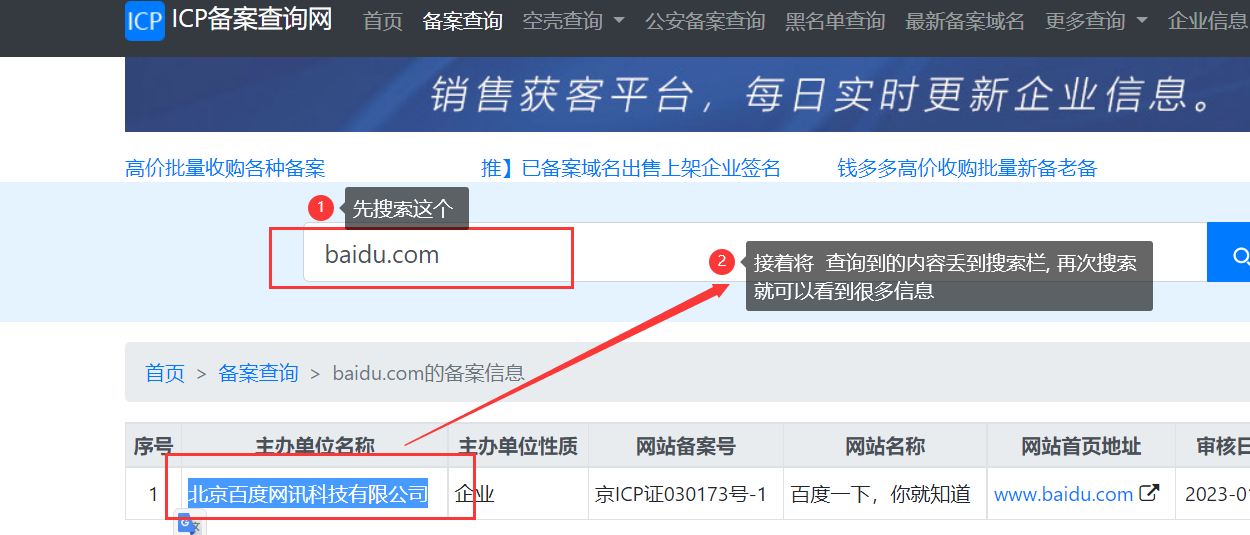 ICP ICP备案查询网 首页 备案查询 空壳查询 公安备案查询 黑名单查询 最新备案域名 更多查询 企业信息
销售获客平台，每日实时更新企业信息。
高价批量收购各种备案 推】已备案域名出售上架企业签名 钱多多高价收购批量新备老备
1 先搜索这个
baidu.com
2 接着将 查询到的内容丢到搜索栏, 再次搜索
就可以看到很多信息
首页 > 备案查询 > baidu.com的备案信息
序号 主办单位名称 主办单位性质 网站备案号 网站名称 网站首页地址 审核日
1 北京百度网讯科技有限公司 企业 京ICP证030173号-1 百度一下，你就知道 www.baidu.com 2023-01